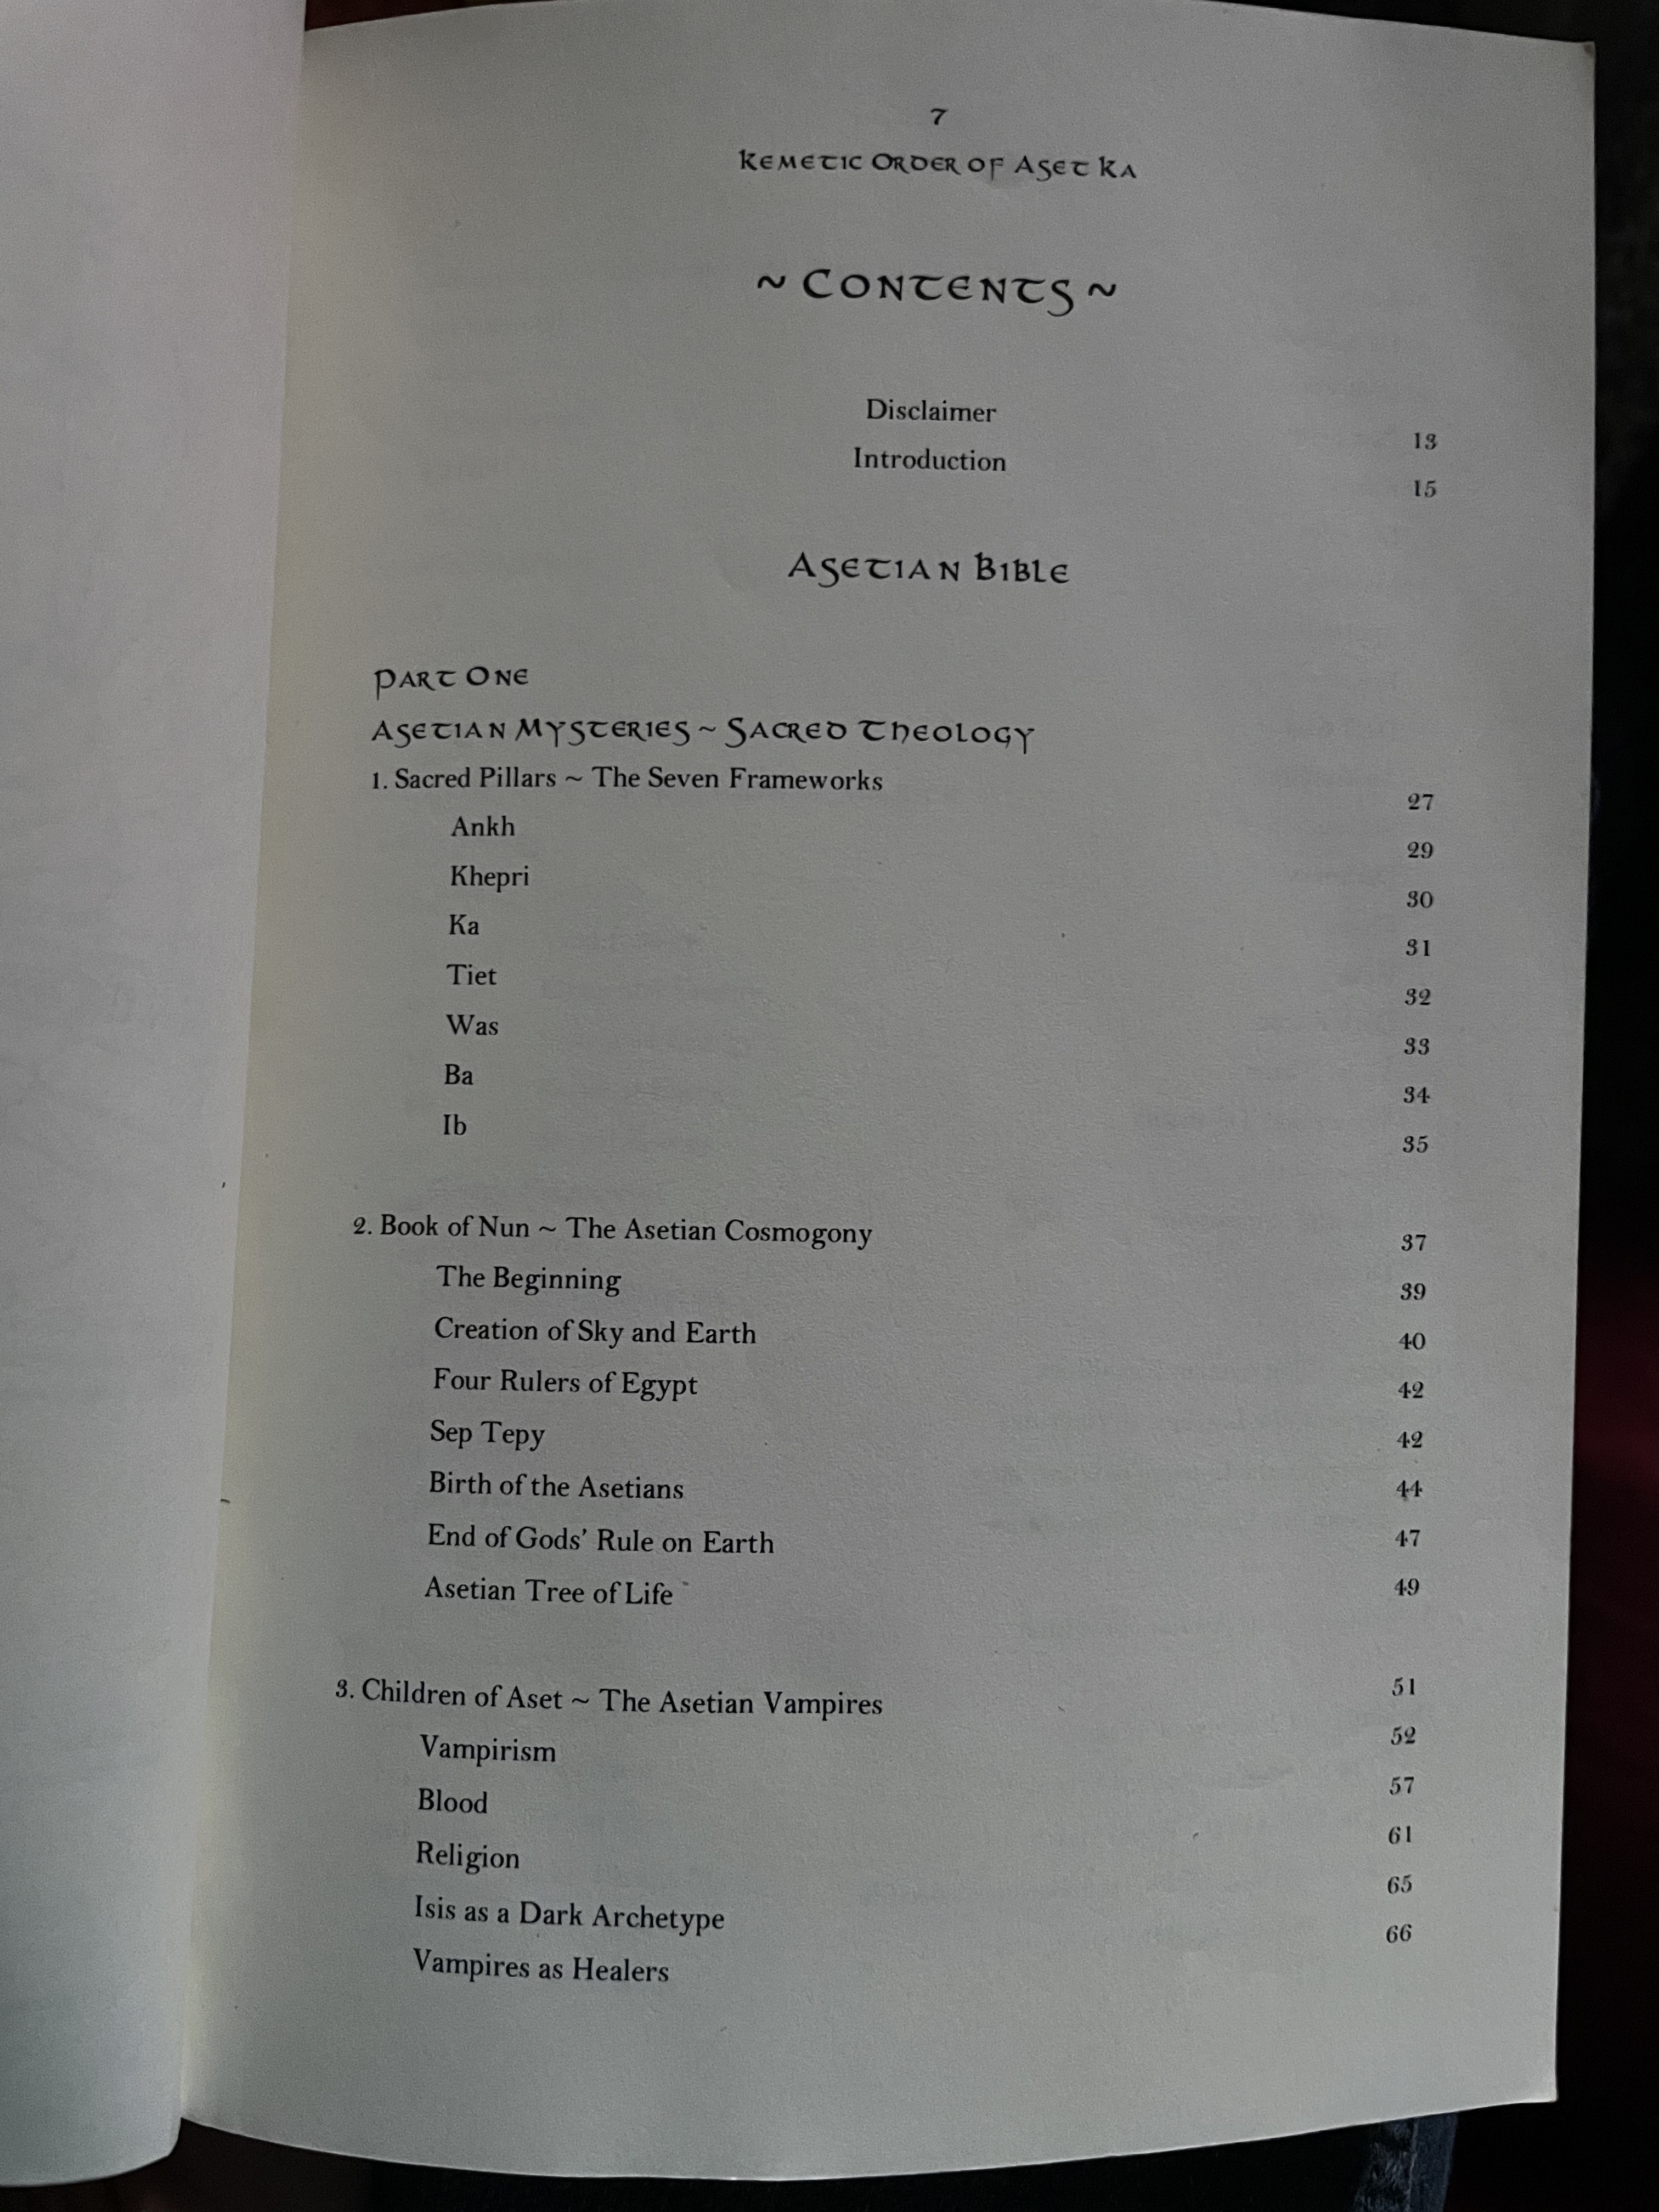 7
Kemetic Order of Aset Ka
~ Contents ~
Disclaimer 13
Introduction 15
Asetian Bible
Part One
Asetian Mysteries ~ Sacred Theology
1. Sacred Pillars ~ The Seven Frameworks 27
Ankh 29
Khepri 30
Ka 31
Tiet 32
Was 33
Ba 34
Ib 35
2. Book of Nun ~ The Asetian Cosmogony 37
The Beginning 39
Creation of Sky and Earth 40
Four Rulers of Egypt 42
Sep Tepy 42
Birth of the Asetians 44
End of Gods' Rule on Earth 47
Asetian Tree of Life 49
3. Children of Aset ~ The Asetian Vampires 51
Vampirism 52
Blood 57
Religion 61
Isis as a Dark Archetype 65
Vampires as Healers 66